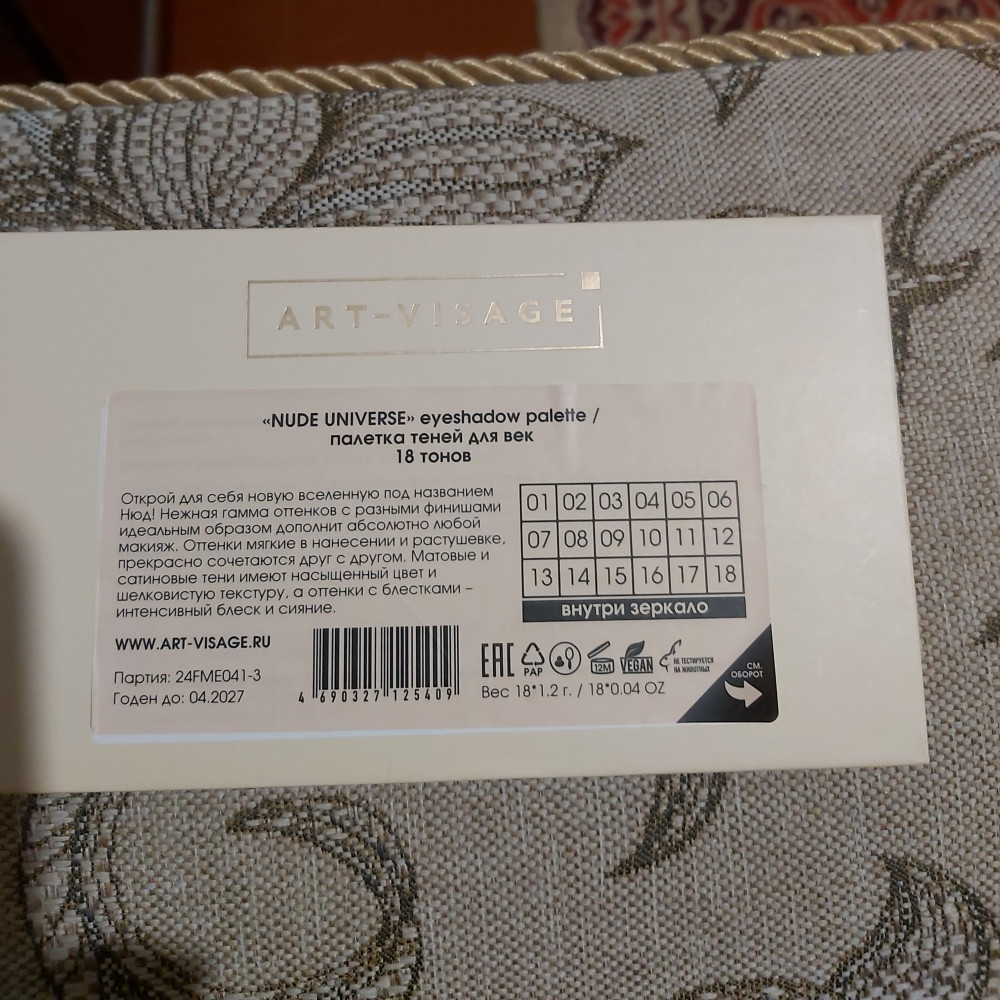 ART-VISAGE
«NUDE UNIVERSE» eyeshadow palette /
палетка теней для век
18 тонов
Открой для себя новую вселенную под названием
Нюд! Нежная гамма оттенков с разными финишами
идеальным образом дополнит абсолютно любой
макияж. Оттенки мягкие в нанесении и растушевке,
прекрасно сочетаются друг с другом. Матовые и
сатиновые тени имеют насыщенный цвет и
шелковистую текстуру, а оттенки с блестками –
интенсивный блеск и сияние.
01 02 03 04 05 06
07 08 09 10 11 12
13 14 15 16 17 18
внутри зеркало
WWW.ART-VISAGE.RU
Партия: 24FME041-3
Годен до: 04.2027
4 690327 125409
EAC
PAP
12M
VEGAN
НЕ ТЕСТИРУЕТСЯ
НА ЖИВОТНЫХ
Вес 18*1.2 г. / 18*0.04 OZ
СМ.
ОБОРОТ